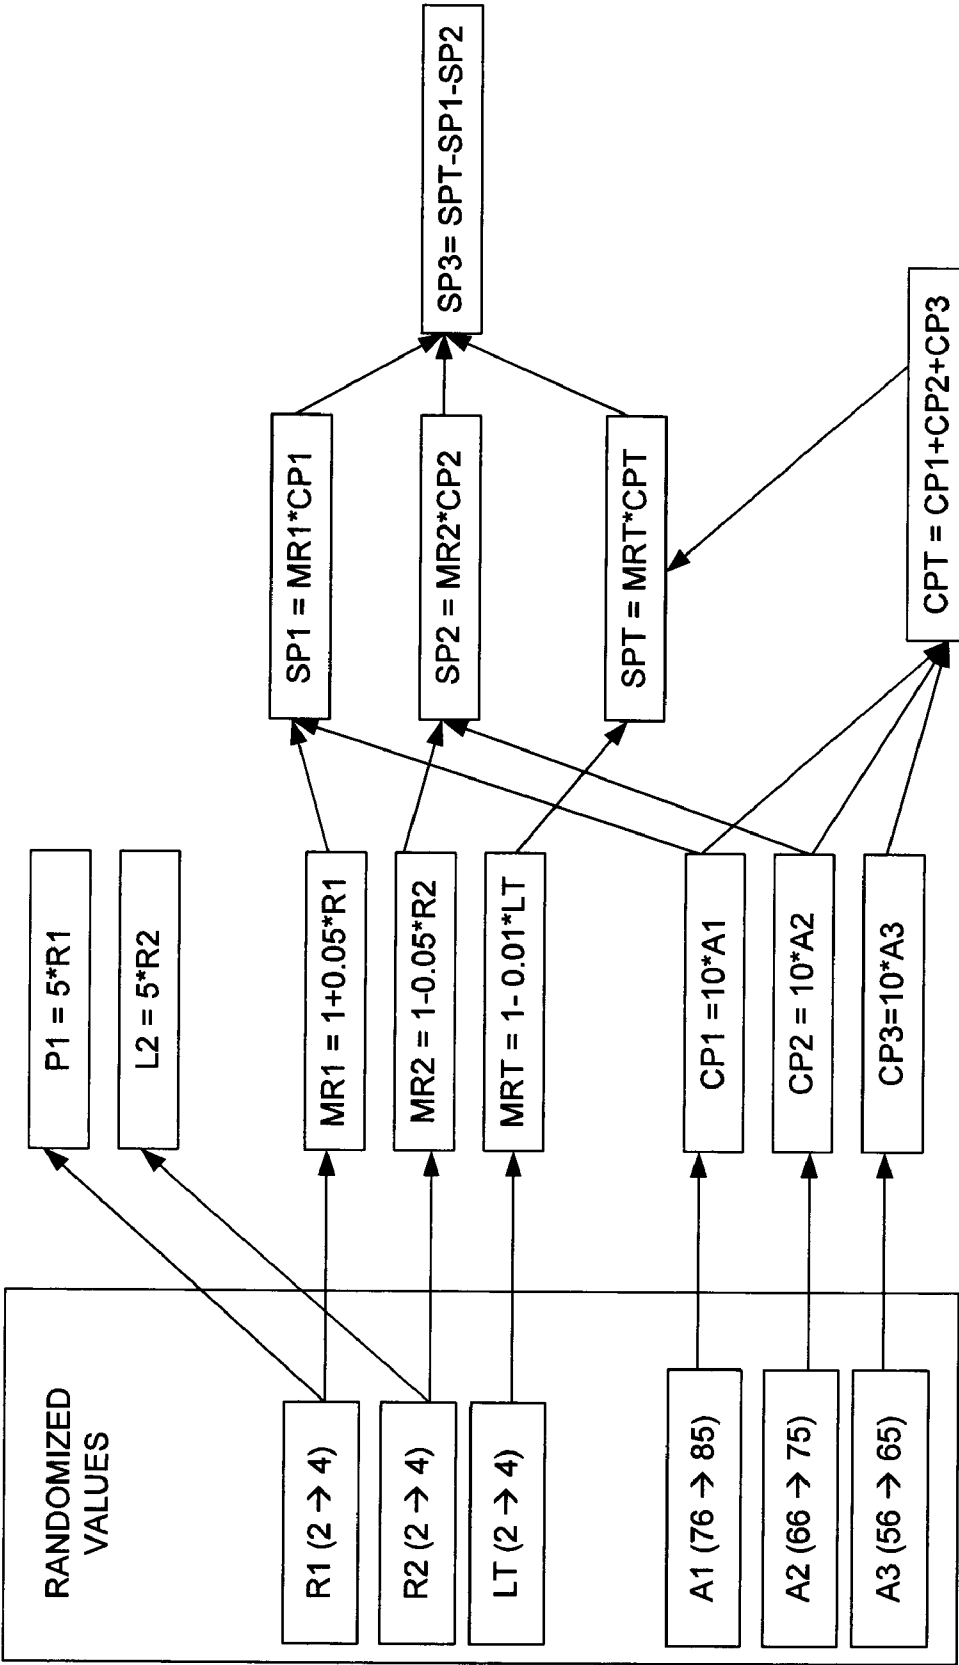 RANDOMIZED
VALUES
R1 (2 → 4)
R2 (2 → 4)
LT (2 → 4)
A1 (76 → 85)
A2 (66 → 75)
A3 (56 → 65)
P1 = 5*R1
L2 = 5*R2
MR1 = 1+0.05*R1
MR2 = 1-0.05*R2
MRT = 1- 0.01*LT
CP1 =10*A1
CP2 = 10*A2
CP3=10*A3
SP1 = MR1*CP1
SP2 = MR2*CP2
SPT = MRT*CPT
CPT = CP1+CP2+CP3
SP3= SPT-SP1-SP2